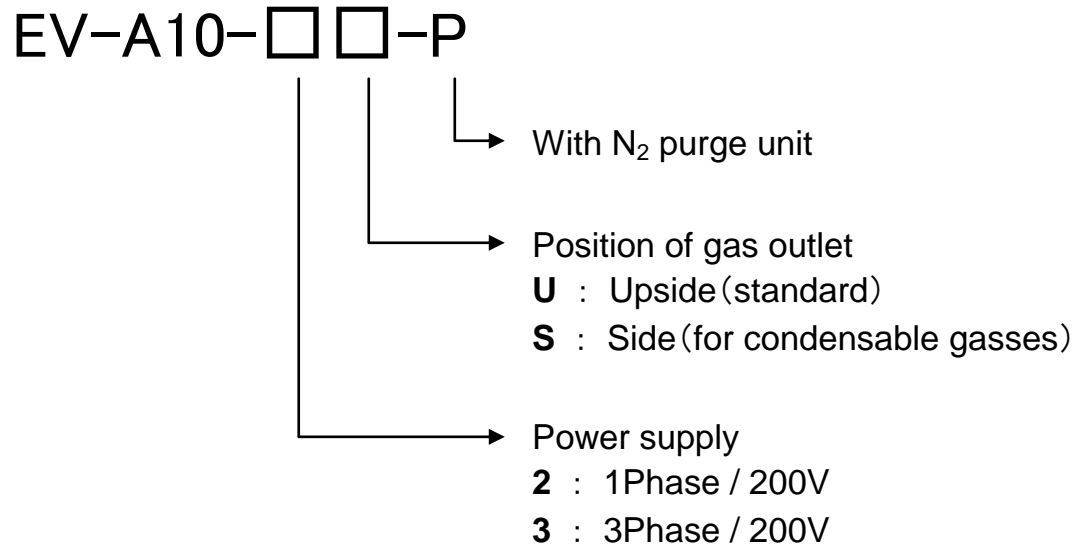 EV-A10-□ □-P
With N₂ purge unit
Position of gas outlet
U : Upside(standard)
S : Side(for condensable gasses)
Power supply
2 : 1Phase / 200V
3 : 3Phase / 200V